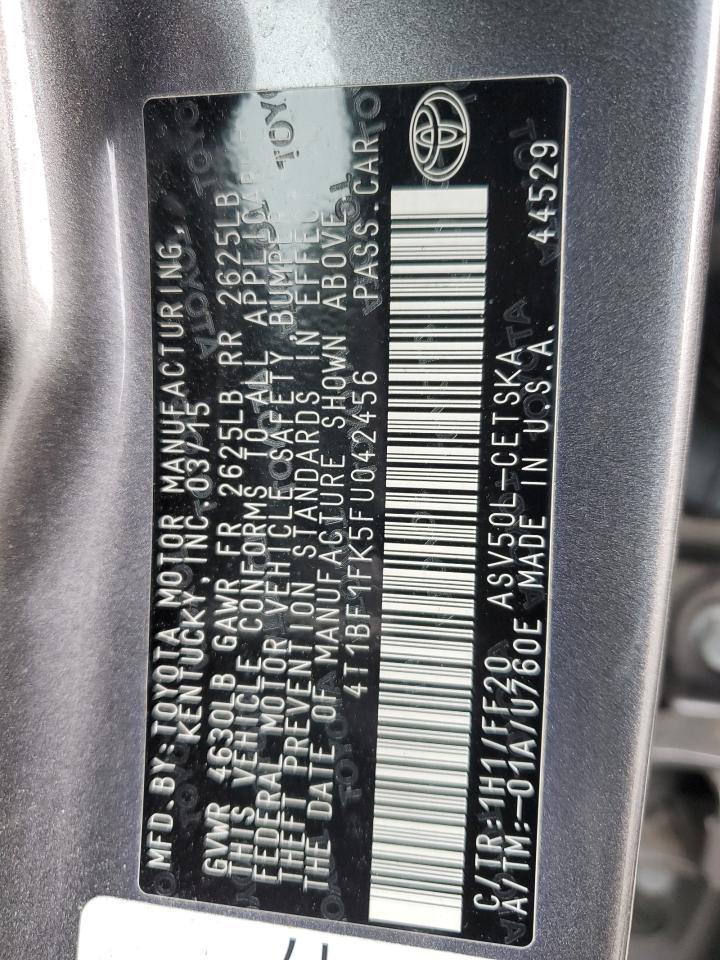 MFD.BY:TOYOTA MOTOR MANUFACTURING,
KENTUCKY, INC. 03/15
GVWR 4630LB GAWR FR 2625LB RR 2625LB
THIS VEHICLE CONFORMS TO ALL APPLICABLE
FEDERAL MOTOR VEHICLE SAFETY, BUMPER
THEFT PREVENTION STANDARDS IN EFFECT
THE DATE OF MANUFACTURE SHOWN ABOVE.
4T1BF1FK5FU042456 PASS.CAR
C/TR:1H1/FF20 ASV50L-CETSKA 44529
A/TM:-01A/U760E MADE IN U.S.A.